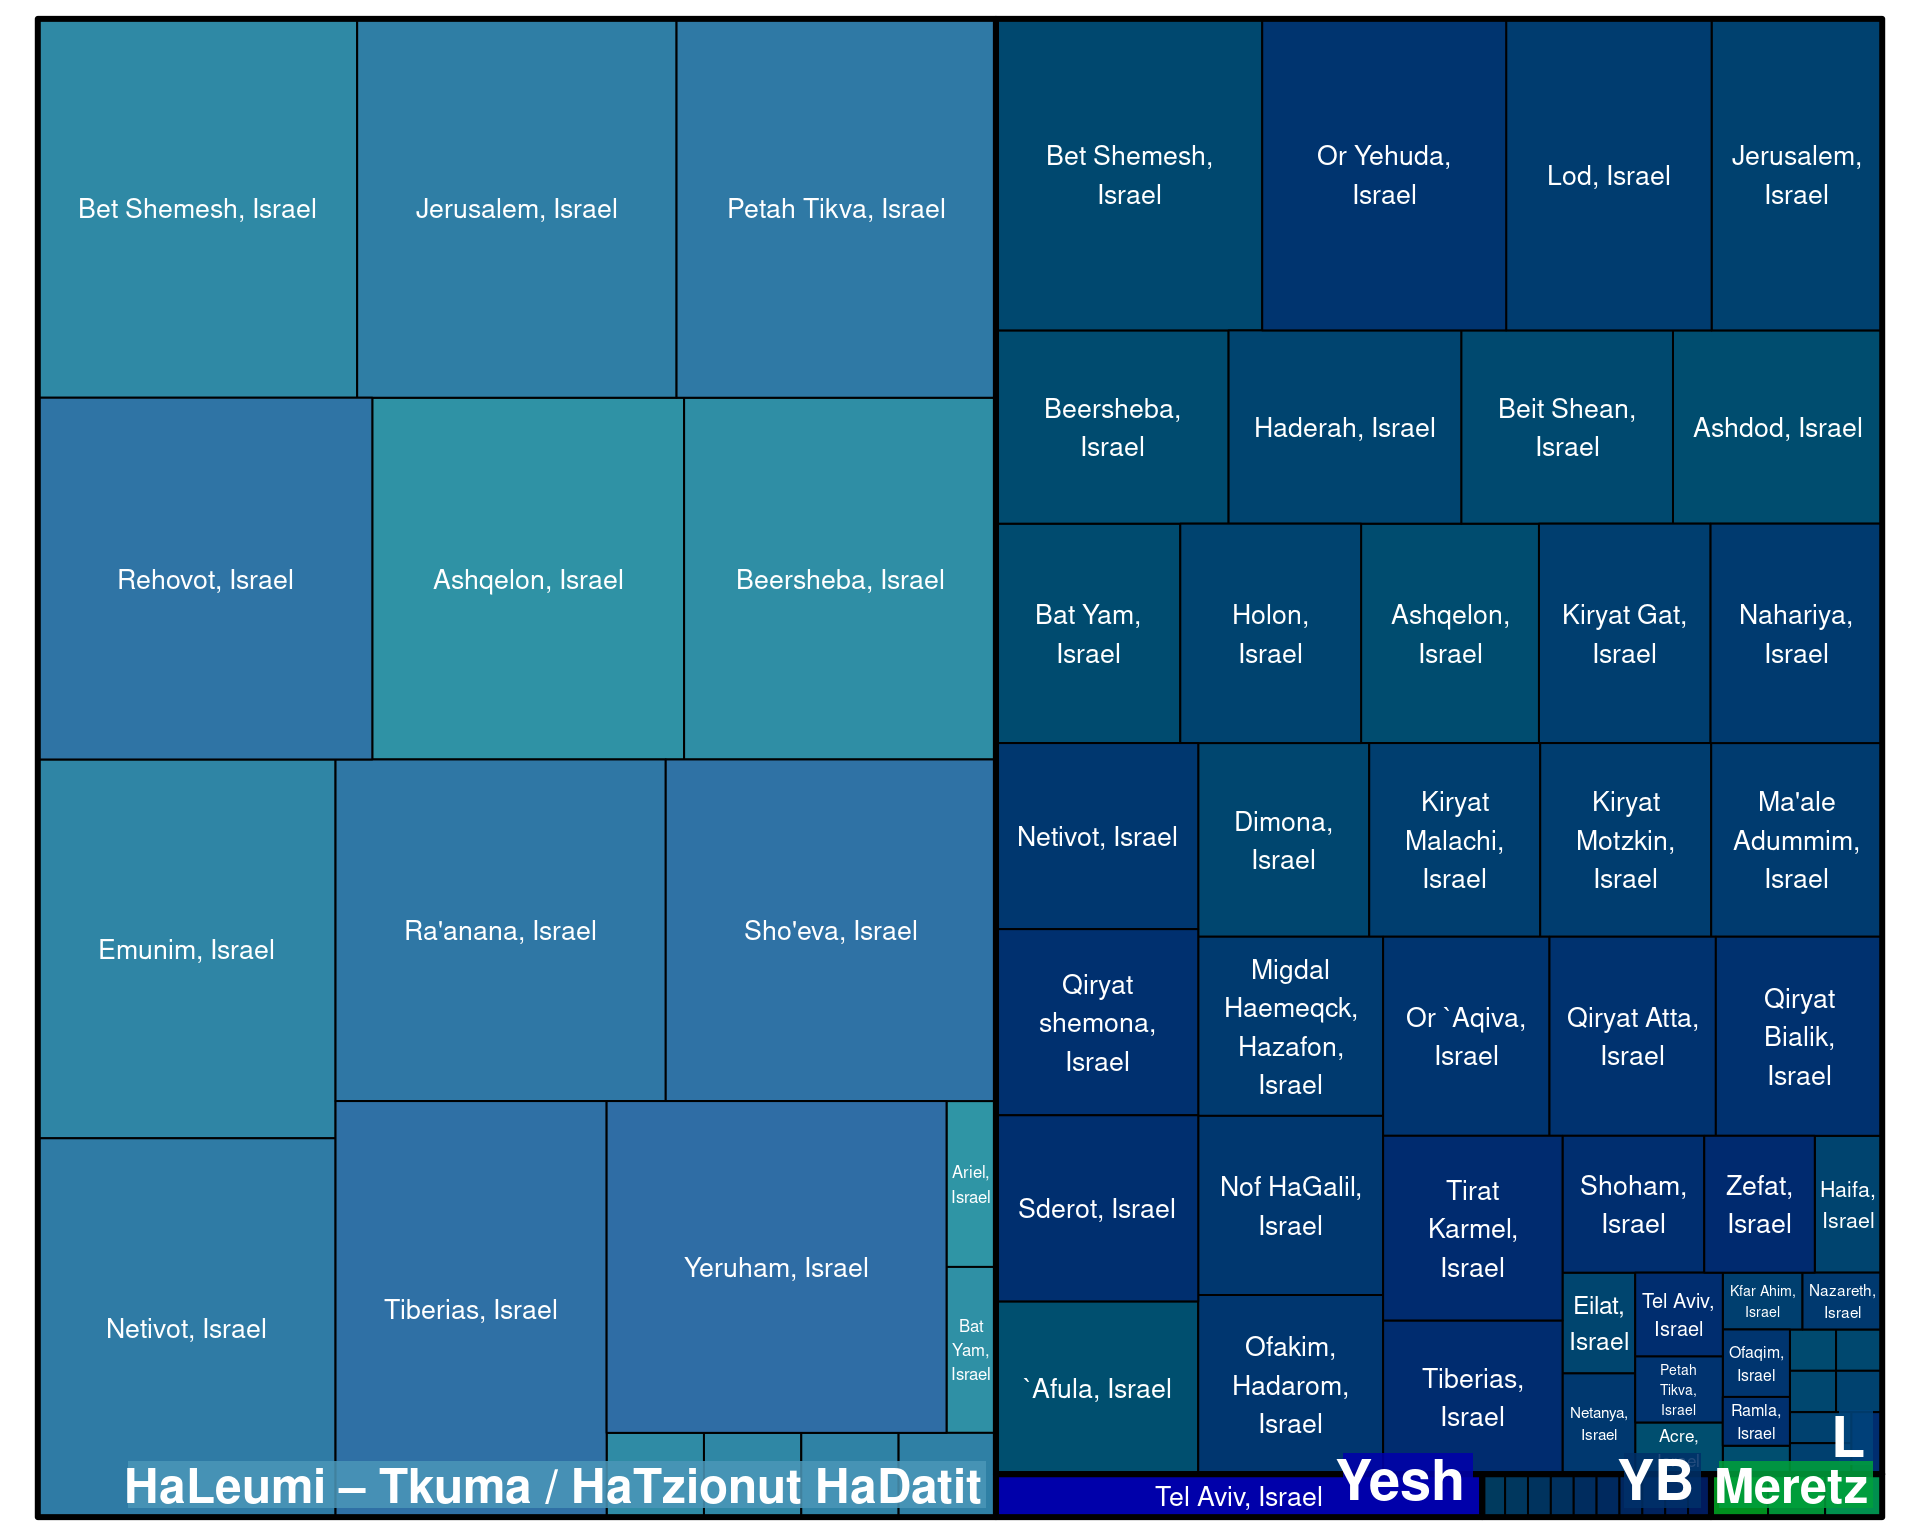 Bet Shemesh, Israel
Jerusalem, Israel
Petah Tikva, Israel
Rehovot, Israel
Ashqelon, Israel
Beersheba, Israel
Emunim, Israel
Ra'anana, Israel
Sho'eva, Israel
Netivot, Israel
Tiberias, Israel
Yeruham, Israel
Ariel,
Israel
Bat
Yam,
Israel
HaLeumi – Tkuma / HaTzionut HaDatit
Bet Shemesh,
Israel
Or Yehuda,
Israel
Lod, Israel
Jerusalem,
Israel
Beersheba,
Israel
Haderah, Israel
Beit Shean,
Israel
Ashdod, Israel
Bat Yam,
Israel
Holon,
Israel
Ashqelon,
Israel
Kiryat Gat,
Israel
Nahariya,
Israel
Netivot, Israel
Dimona,
Israel
Kiryat
Malachi,
Israel
Kiryat
Motzkin,
Israel
Ma'ale
Adummim,
Israel
Qiryat
shemona,
Israel
Migdal
Haemeqck,
Hazafon,
Israel
Or `Aqiva,
Israel
Qiryat Atta,
Israel
Qiryat
Bialik,
Israel
Sderot, Israel
Nof HaGalil,
Israel
Tirat
Karmel,
Israel
Shoham,
Israel
Zefat,
Israel
Haifa,
Israel
`Afula, Israel
Ofakim,
Hadarom,
Israel
Tiberias,
Israel
Eilat,
Israel
Tel Aviv,
Israel
Kfar Ahim,
Israel
Nazareth,
Israel
Netanya,
Israel
Petah
Tikva,
Israel
Ofaqim,
Israel
Ramla,
Israel
Acre,
L
Tel Aviv, Israel
Yesh
YB
Meretz